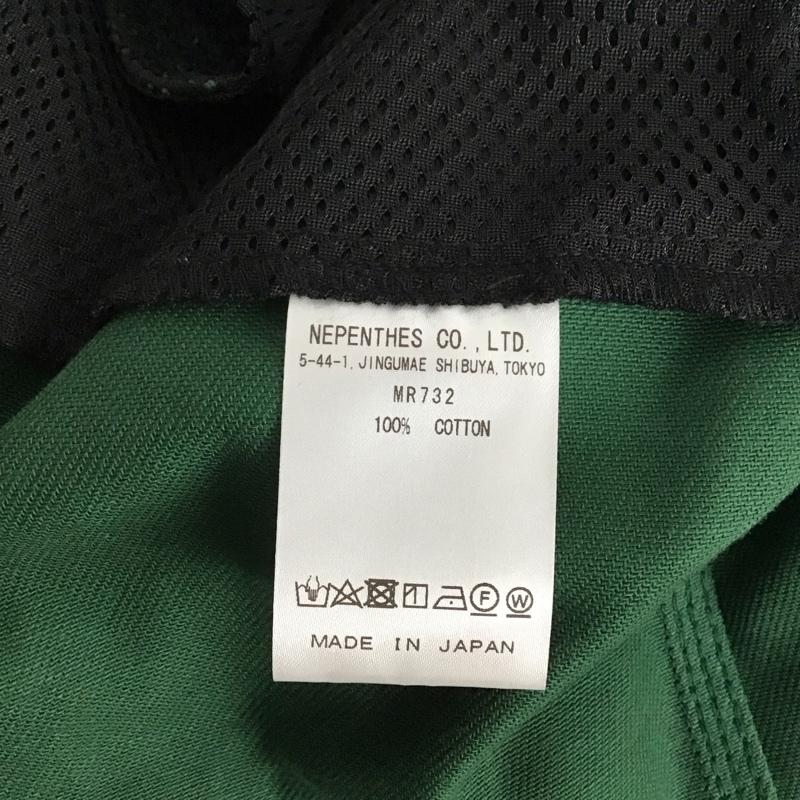 NEPENTHES CO., LTD.
5-44-1, JINGUMAE SHIBUYA, TOKYO
MR732
100% COTTON
F W
MADE IN JAPAN